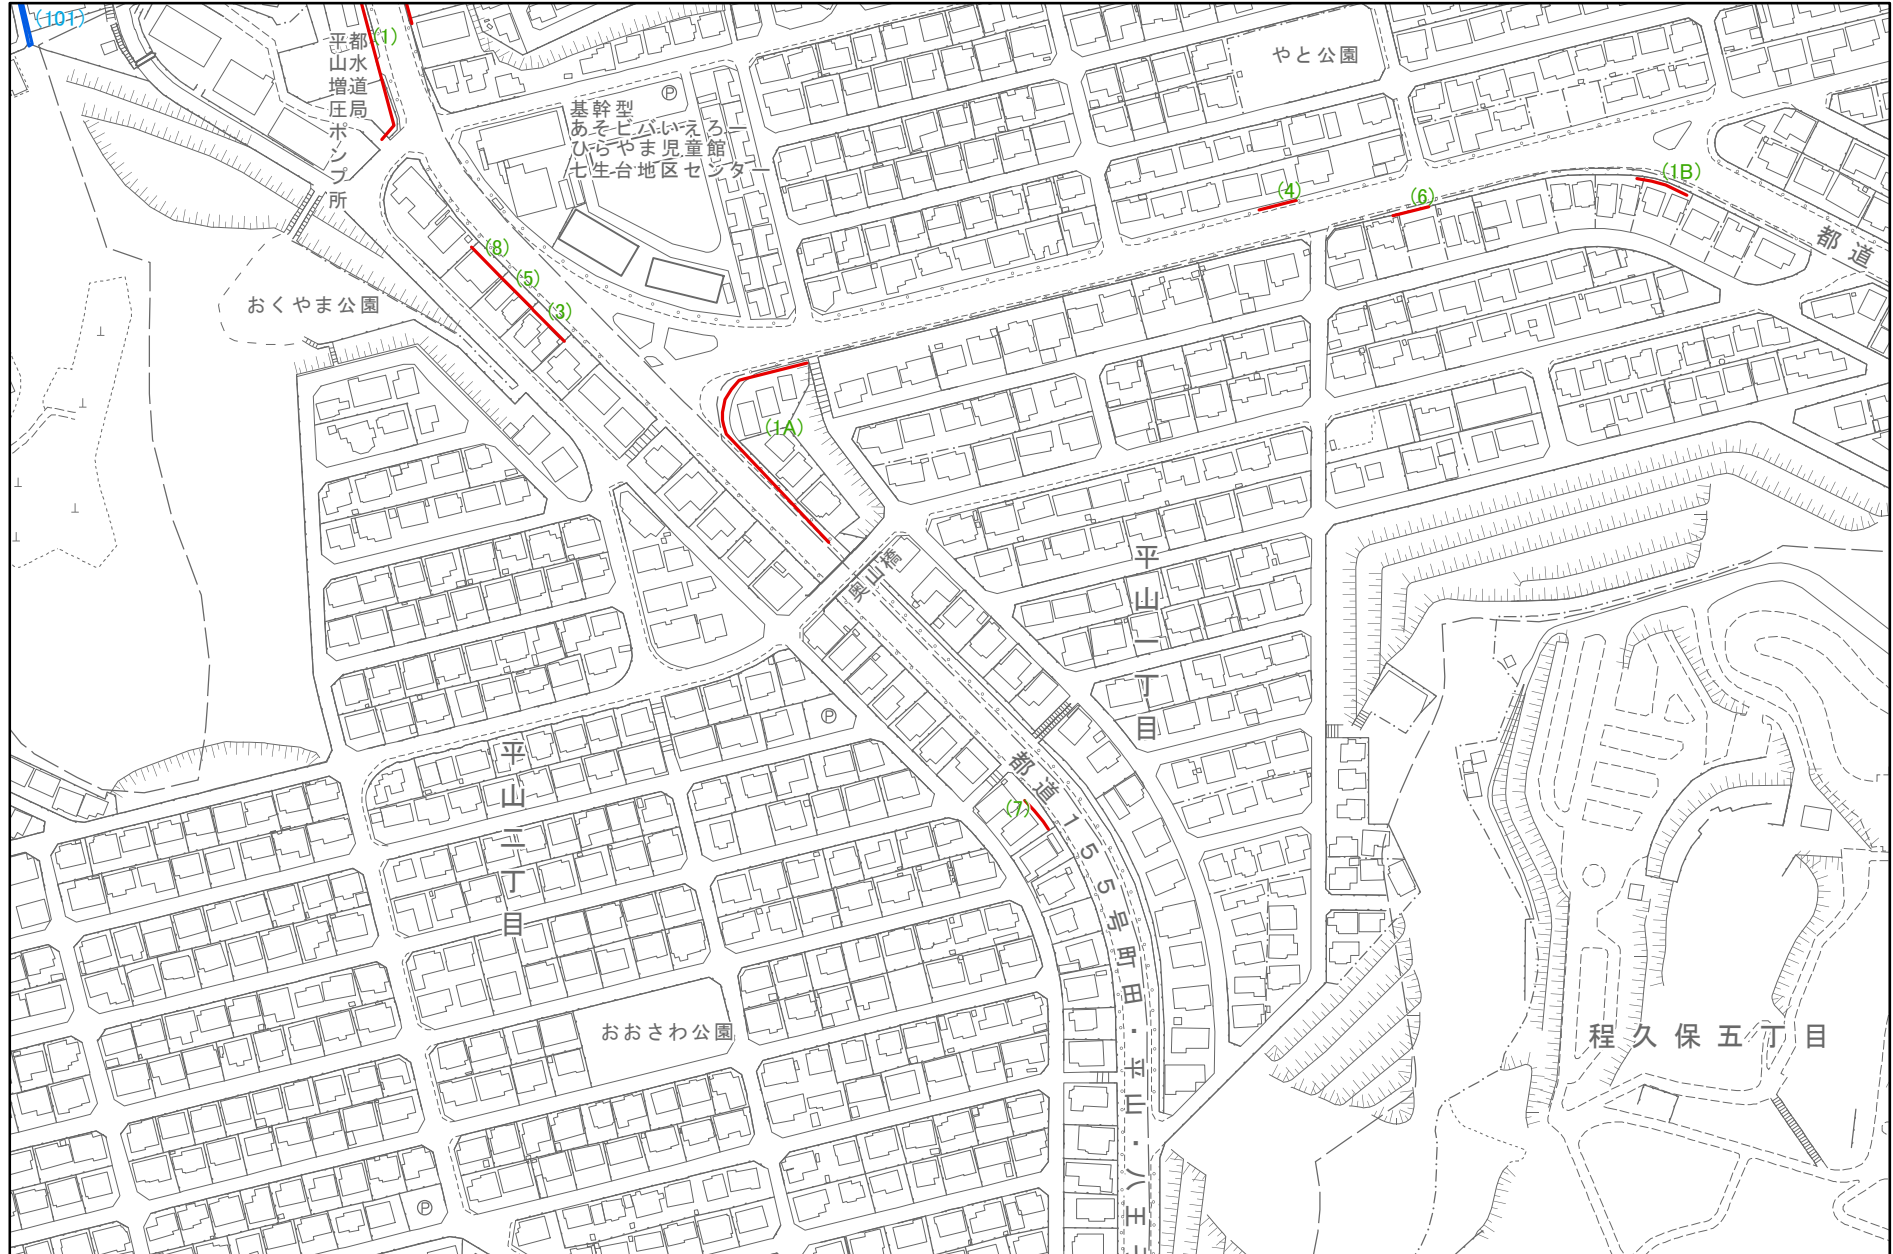 (101)
(1)
都水道局
平山増圧ポンプ所
Ⓟ
基幹型
あそビバいえろー
ひらやま児童館
七生台地区センター
やと公園
(4)
(6)
(1B)
都道
(8)
(5)
(3)
おくやま公園
(1A)
奥山橋
平山一丁目
Ⓟ
平山二丁目
(7)
都道155号町田・平山・八王
おおさわ公園
程久保五丁目
Ⓟ